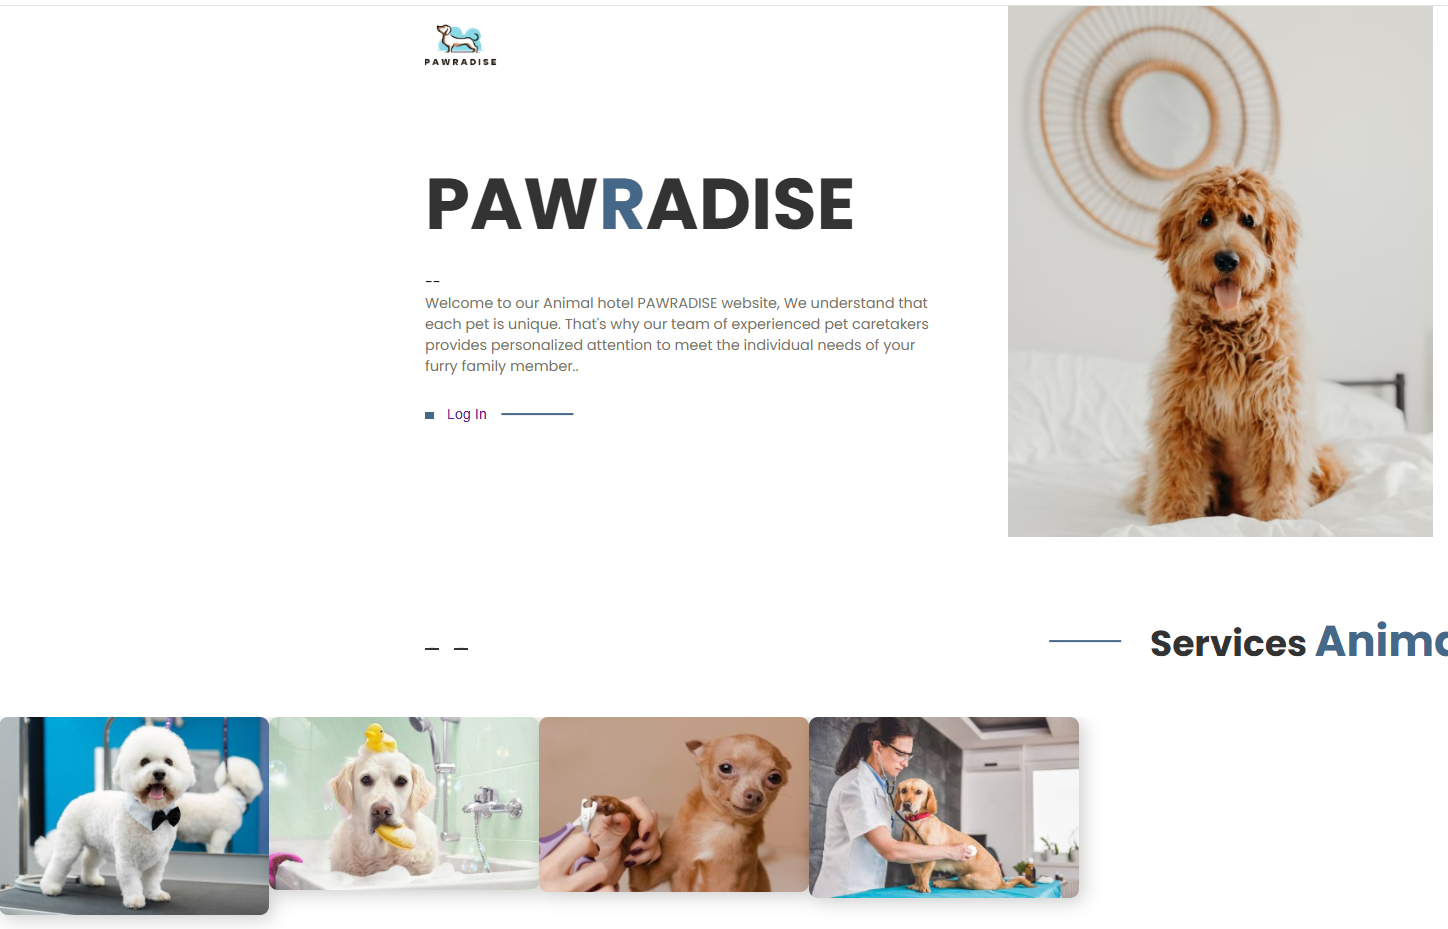 PAWRADISE
PAWRADISE
--
Welcome to our Animal hotel PAWRADISE website, We understand that
each pet is unique. That's why our team of experienced pet caretakers
provides personalized attention to meet the individual needs of your
furry family member..
Log In
Services Anima